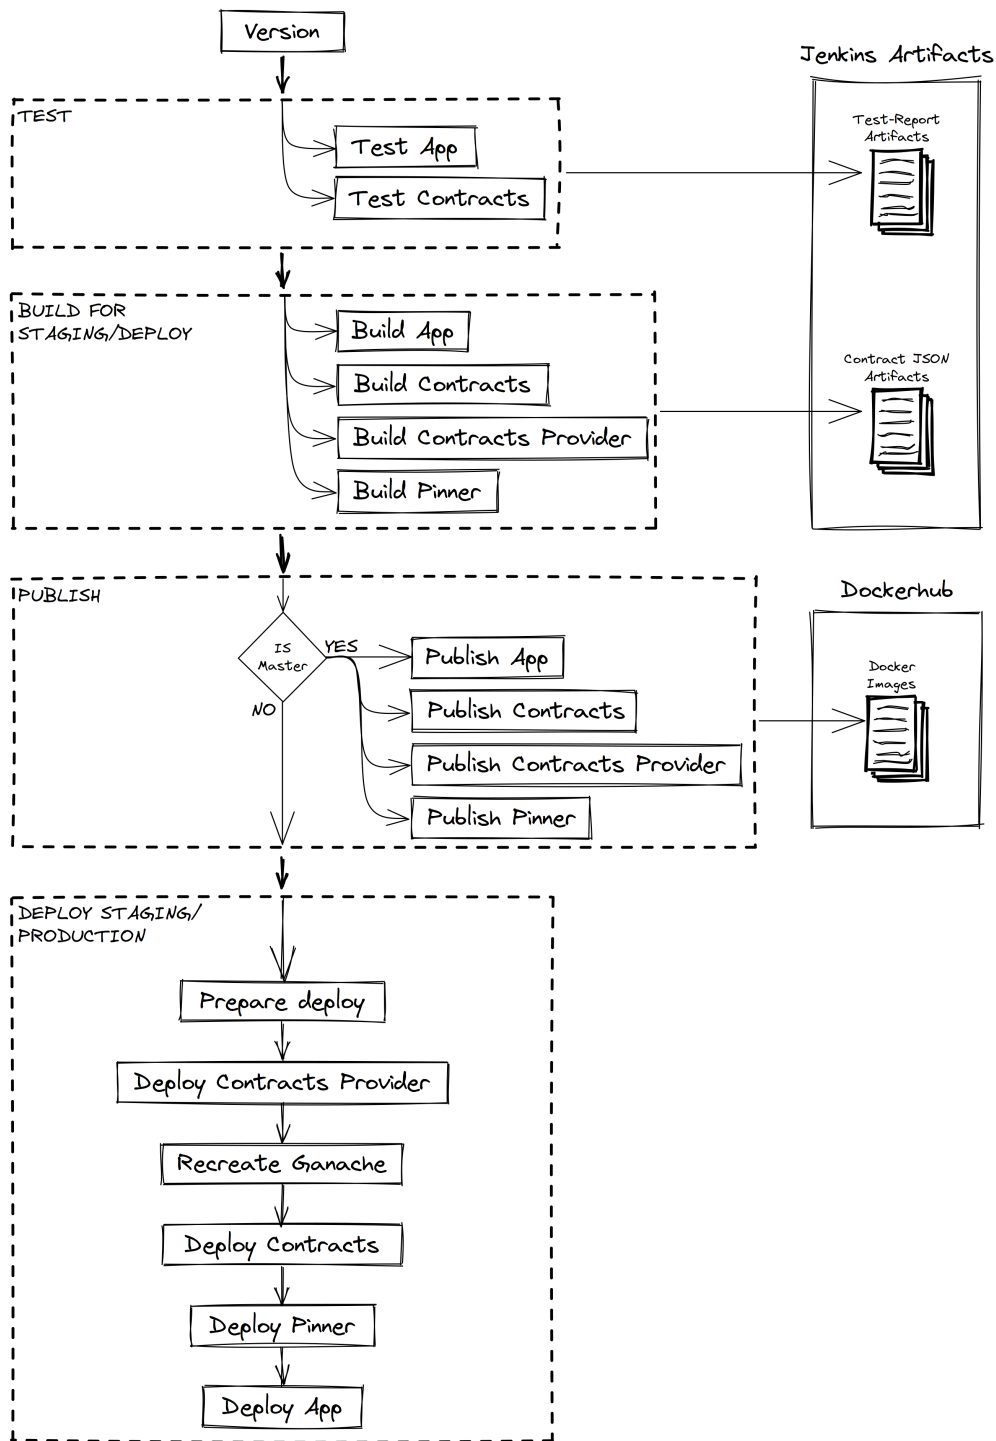 Version
Jenkins Artifacts
TEST
Test-Report
Artifacts
Test App
Test Contracts
BUILD FOR
STAGING/DEPLOY
Build App
Build Contracts
Build Contracts Provider
Build Pinner
Contract JSON
Artifacts
PUBLISH
Dockerhub
IS
Master
YES
NO
Publish App
Publish Contracts
Publish Contracts Provider
Publish Pinner
Docker
Images
DEPLOY STAGING/
PRODUCTION
Prepare deploy
Deploy Contracts Provider
Recreate Ganache
Deploy Contracts
Deploy Pinner
Deploy App